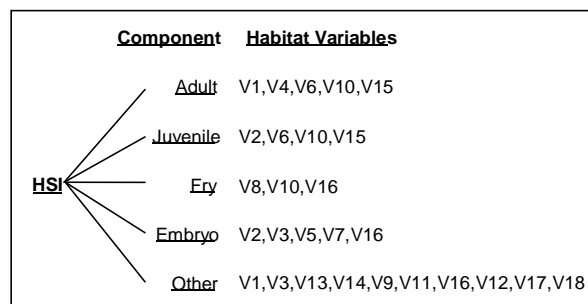 Component Habitat Variables
Adult V1,V4,V6,V10,V15
Juvenile V2,V6,V10,V15
HSI Fry V8,V10,V16
Embryo V2,V3,V5,V7,V16
Other V1,V3,V13,V14,V9,V11,V16,V12,V17,V18